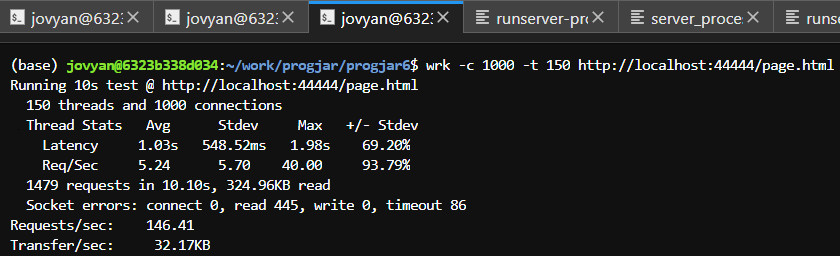 jovyan@6323 jovyan@6323 jovyan@6323 runserver-pro server_proces runs
(base) jovyan@6323b338d034:~/work/progjar/progjar6$ wrk -c 1000 -t 150 http://localhost:44444/page.html
Running 10s test @ http://localhost:44444/page.html
  150 threads and 1000 connections
  Thread Stats   Avg      Stdev     Max   +/- Stdev
    Latency     1.03s   548.52ms   1.98s    69.20%
    Req/Sec     5.24      5.70    40.00     93.79%
  1479 requests in 10.10s, 324.96KB read
  Socket errors: connect 0, read 445, write 0, timeout 86
Requests/sec:    146.41
Transfer/sec:     32.17KB